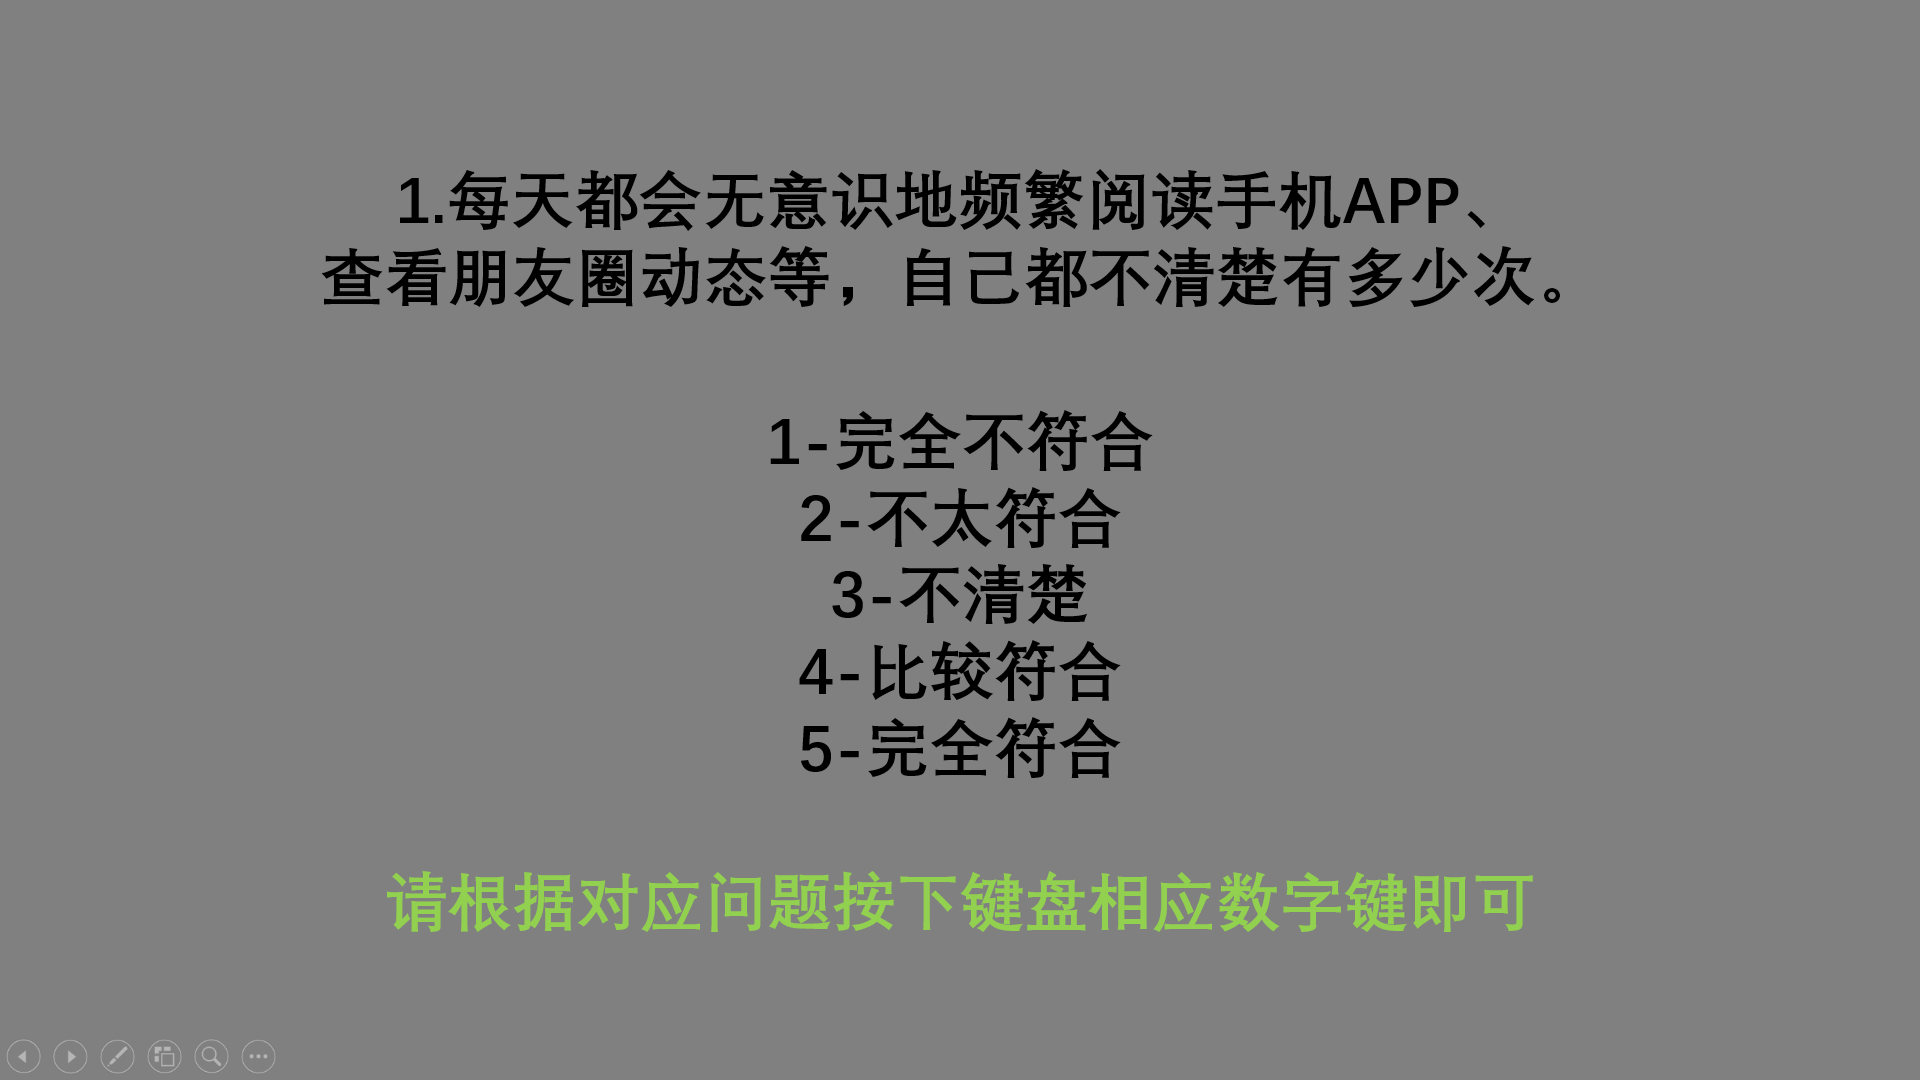 1.每天都会无意识地频繁阅读手机APP、
查看朋友圈动态等，自己都不清楚有多少次。
1-完全不符合
2-不太符合
3-不清楚
4-比较符合
5-完全符合
请根据对应问题按下键盘相应数字键即可